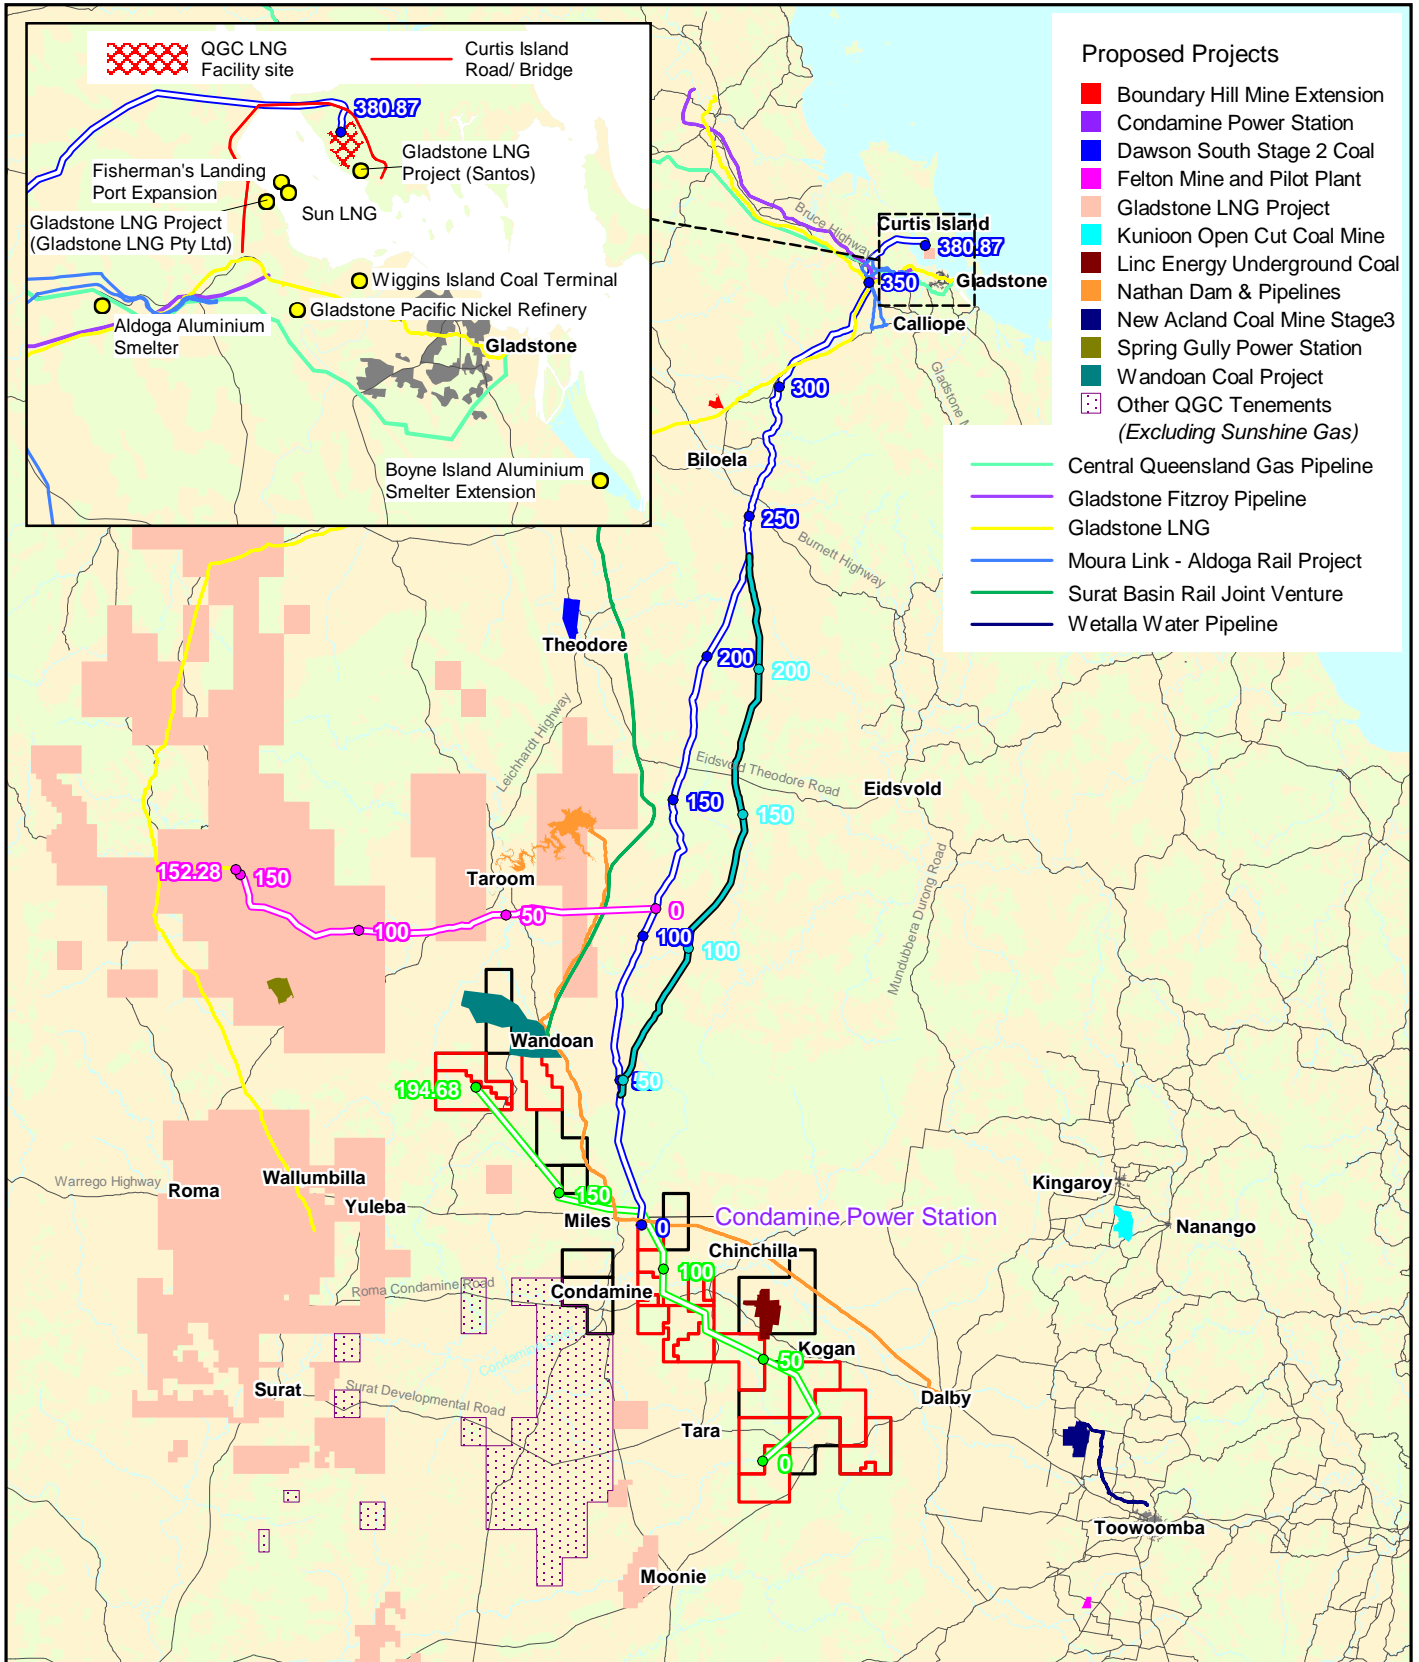 QGC LNG
Facility site
Curtis Island
Road/ Bridge
380.87
Gladstone LNG
Project (Santos)
Fisherman's Landing
Port Expansion
Sun LNG
Gladstone LNG Project
(Gladstone LNG Pty Ltd)
Wiggins Island Coal Terminal
Gladstone Pacific Nickel Refinery
Aldoga Aluminium
Smelter
Gladstone
Boyne Island Aluminium
Smelter Extension
Proposed Projects
Boundary Hill Mine Extension
Condamine Power Station
Dawson South Stage 2 Coal
Felton Mine and Pilot Plant
Gladstone LNG Project
Kunioon Open Cut Coal Mine
Linc Energy Underground Coal
Nathan Dam & Pipelines
New Acland Coal Mine Stage3
Spring Gully Power Station
Wandoan Coal Project
Other QGC Tenements
(Excluding Sunshine Gas)
Central Queensland Gas Pipeline
Gladstone Fitzroy Pipeline
Gladstone LNG
Moura Link - Aldoga Rail Project
Surat Basin Rail Joint Venture
Wetalla Water Pipeline
Bruce Highway
Curtis Island
380.87
Gladstone
350
Calliope
Gladstone
300
Biloela
250
Burnett Highway
Theodore
200
200
Leichhardt Highway
Eidsvold Theodore Road
Eidsvold
150
150
Mundubbera Durong Road
152.28
150
Taroom
50
0
100
100
100
Wandoan
194.68
50
Warrego Highway
Roma
Wallumbilla
Yuleba
150
Miles
0
Condamine Power Station
Chinchilla
Kingaroy
Nanango
100
Roma Condamine Road
Condamine
Condamine
50
Kogan
Surat
Surat Developmental Road
Dalby
Tara
0
Toowoomba
Moonie